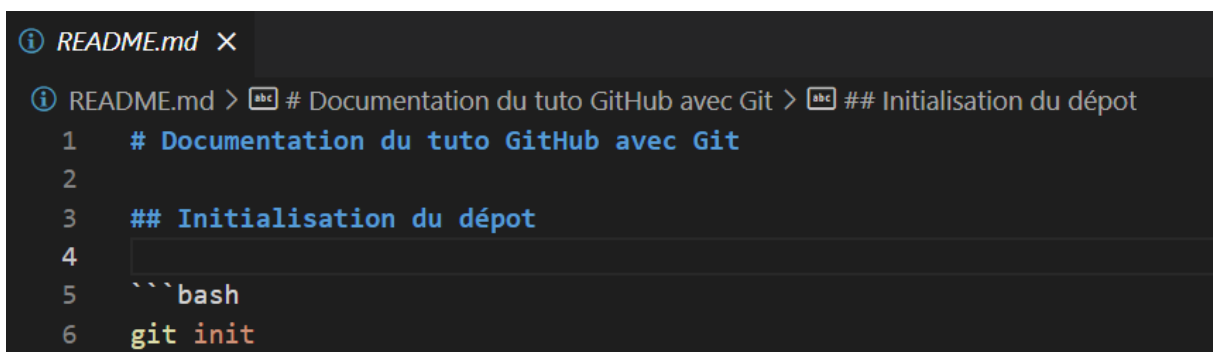 README.md
README.md > # Documentation du tuto GitHub avec Git > ## Initialisation du dépot
1 # Documentation du tuto GitHub avec Git
2
3 ## Initialisation du dépot
4
5 ```bash
6 git init